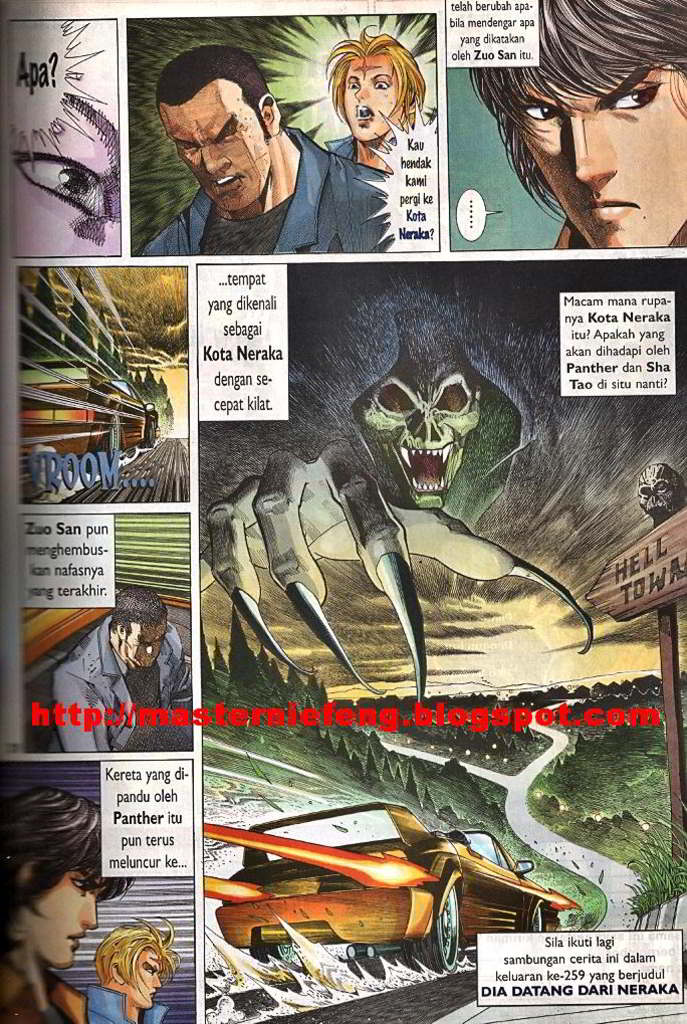 Apa?
Kau
hendak
kami
pergi ke
Kota
Neraka?
telah berubah apa-
bila mendengar apa
yang dikatakan
oleh Zuo San itu.
...
VROOM....
...tempat
yang dikenali
sebagai
Kota Neraka
dengan se-
cepat kilat.
Macam mana rupa-
nya Kota Neraka
itu? Apakah yang
akan dihadapi oleh
Panther dan Sha
Tao di situ nanti?
HELL
TOWA
Zuo San pun
menghembus-
kan nafasnya
yang terakhir.
http://masterniefeng.blogspot.com
Kereta yang di-
pandu oleh
Panther itu
pun terus
meluncur ke...
Sila ikuti lagi
sambungan cerita ini dalam
keluaran ke-259 yang berjudul
DIA DATANG DARI NERAKA